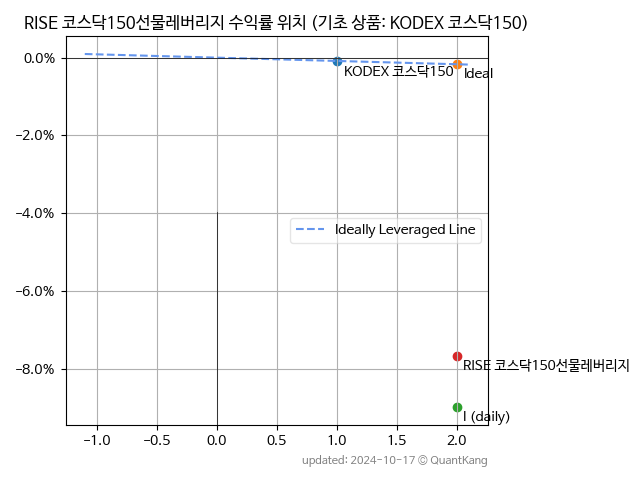 RISE 코스닥150선물레버리지 수익률 위치 (기초 상품: KODEX 코스닥150)
0.0%
KODEX 코스닥150
Ideal
−2.0%
−4.0%
Ideally Leveraged Line
−6.0%
−8.0%
RISE 코스닥150선물레버리지
I (daily)
−1.0 −0.5 0.0 0.5 1.0 1.5 2.0
updated: 2024-10-17 © QuantKang